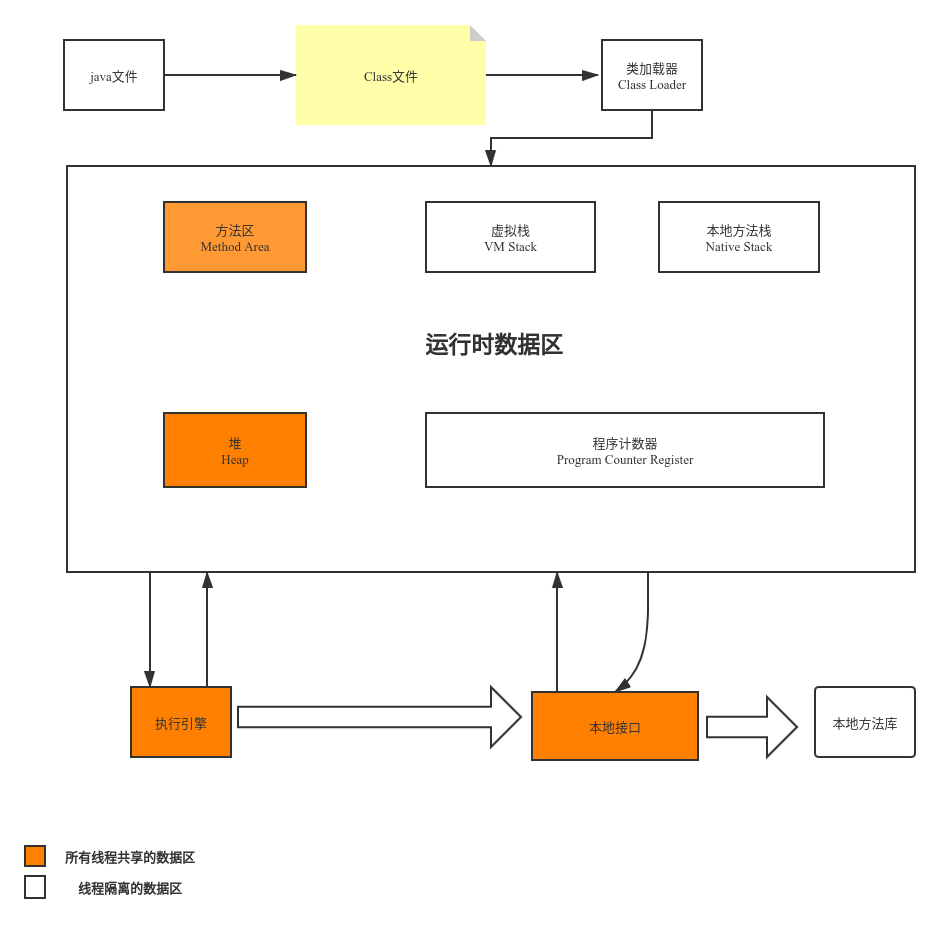 java文件
Class文件
类加载器
Class Loader
方法区
Method Area
虚拟栈
VM Stack
本地方法栈
Native Stack
运行时数据区
堆
Heap
程序计数器
Program Counter Register
执行引擎
本地接口
本地方法库
所有线程共享的数据区
线程隔离的数据区